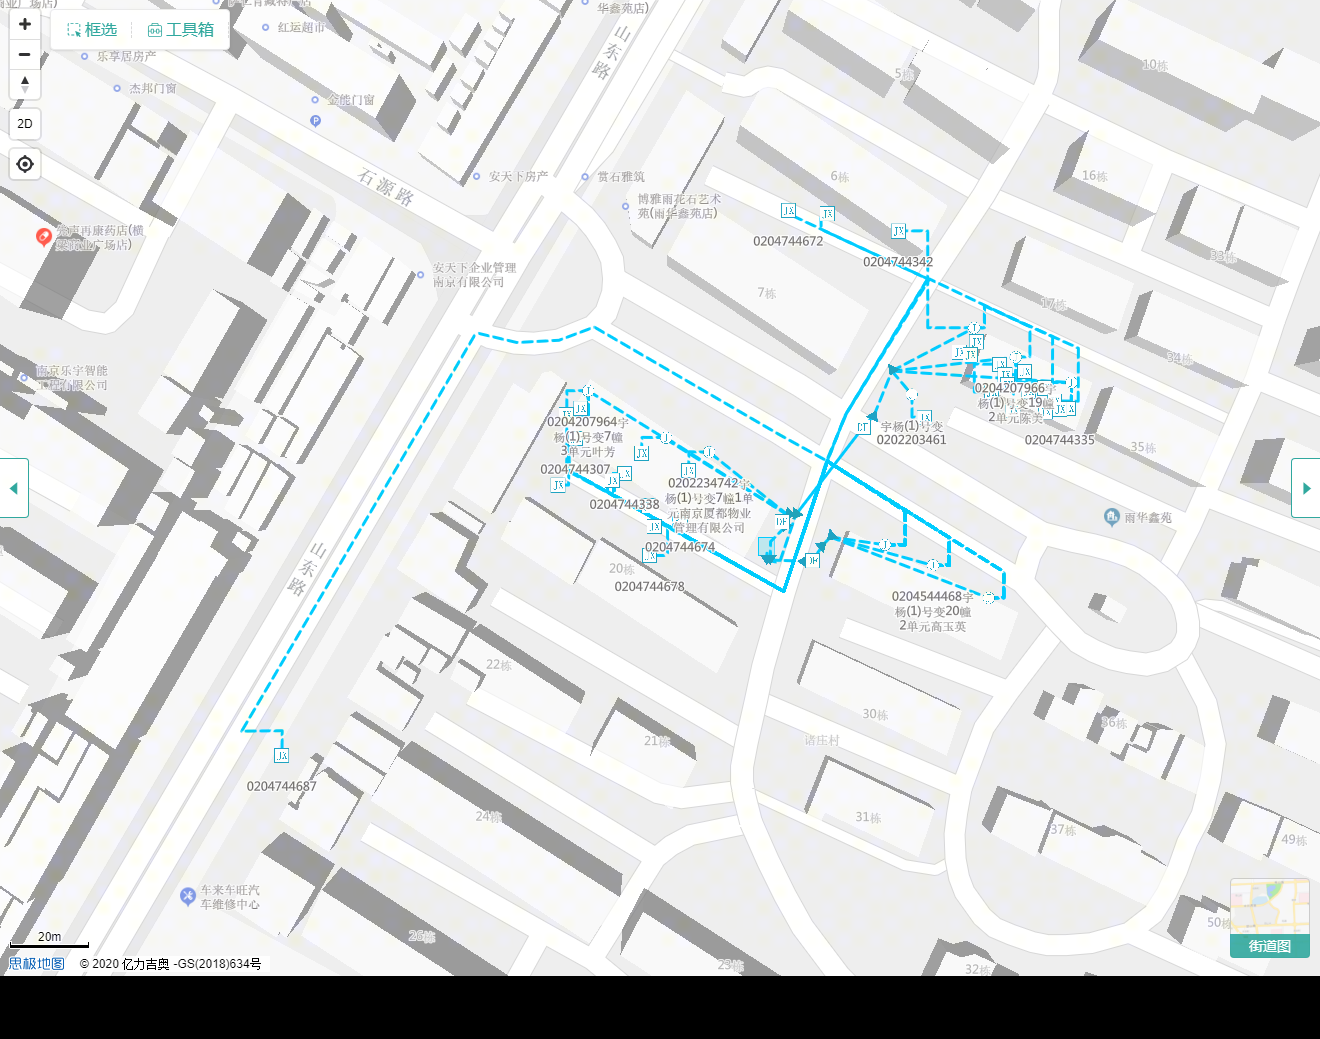 框选
工具箱
2D
华鑫苑店)
红运超市
乐享居房产
杰邦门窗
金能门窗
P
山东路
石源路
安天下房产
赏石雅筑
博雅雨花石艺术
苑(雨华鑫苑店)
安天下企业管理
南京有限公司
南京乐宇智能
工程有限公司
5栋
10栋
6栋
16栋
7栋
33栋
17栋
34栋
35栋
JX
0204744672
JX
JX
0204744342
0204207966宇
杨(1)号变19幢
2单元陈美
0204744335
宇杨(1)号变
0202203461
DF
JX
0204207964宇
杨(1)号变7幢
3单元叶芳
0204744307
JX
0204744338
0202234742宇
杨(1)号变7幢1单
元南京厦都物业
管理有限公司
0204744674
0204744678
DF
0204544468宇
杨(1)号变20幢
2单元高玉英
雨华鑫苑
山东路
20栋
22栋
21栋
30栋
诸庄村
36栋
31栋
37栋
49栋
24栋
26栋
23栋
32栋
50栋
JX
0204744687
车来车旺汽
车维修中心
20m
思极地图
© 2020 亿力吉奥 -GS(2018)634号
街道图